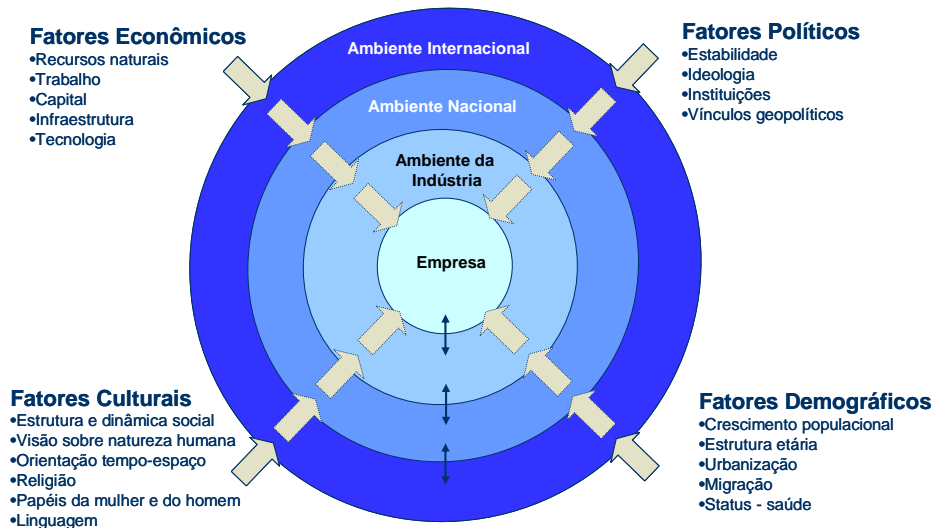 Fatores Econômicos
•Recursos naturais
•Trabalho
•Capital
•Infraestrutura
•Tecnologia
Ambiente Internacional
Ambiente Nacional
Ambiente da
Indústria
Empresa
Fatores Políticos
•Estabilidade
•Ideologia
•Instituições
•Vínculos geopolíticos
Fatores Culturais
•Estrutura e dinâmica social
•Visão sobre natureza humana
•Orientação tempo-espaço
•Religião
•Papéis da mulher e do homem
•Linguagem
Fatores Demográficos
•Crescimento populacional
•Estrutura etária
•Urbanização
•Migração
•Status - saúde